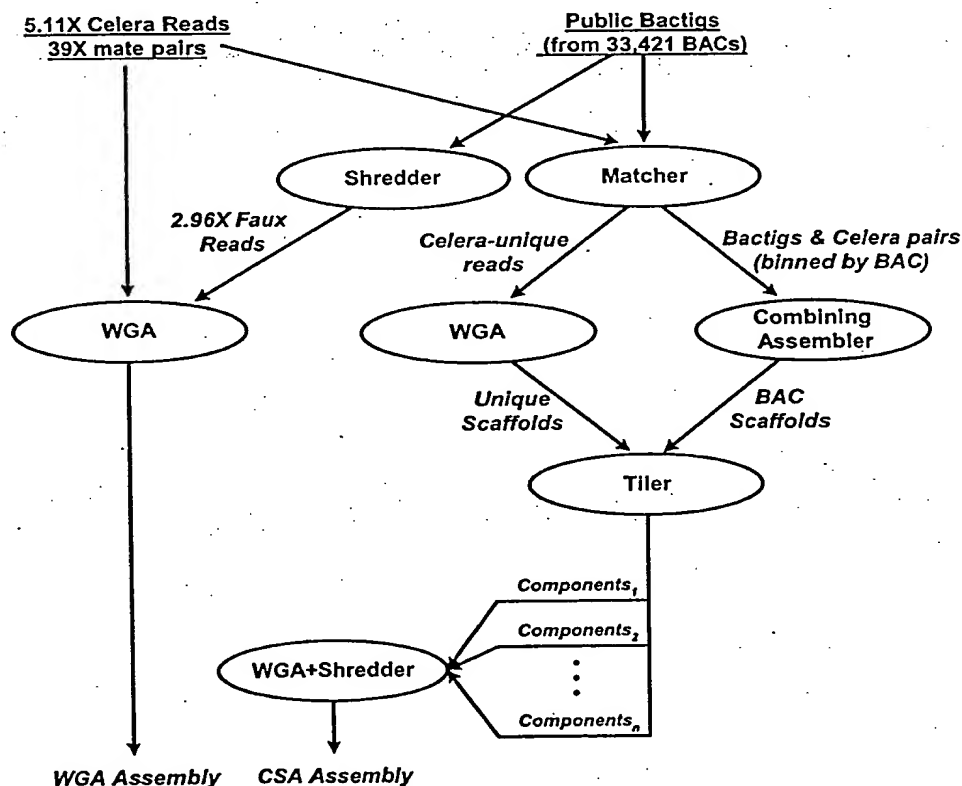 5.11X Celera Reads
39X mate pairs
Public Bactigs
(from 33,421 BACs)
Shredder
Matcher
2.96X Faux
Reads
Celera-unique
reads
Bactigs & Celera pairs
(binned by BAC)
WGA
WGA
Combining
Assembler
Unique
Scaffolds
BAC
Scaffolds
Tiler
Components1
Components2
Componentsn
WGA+Shredder
WGA Assembly
CSA Assembly